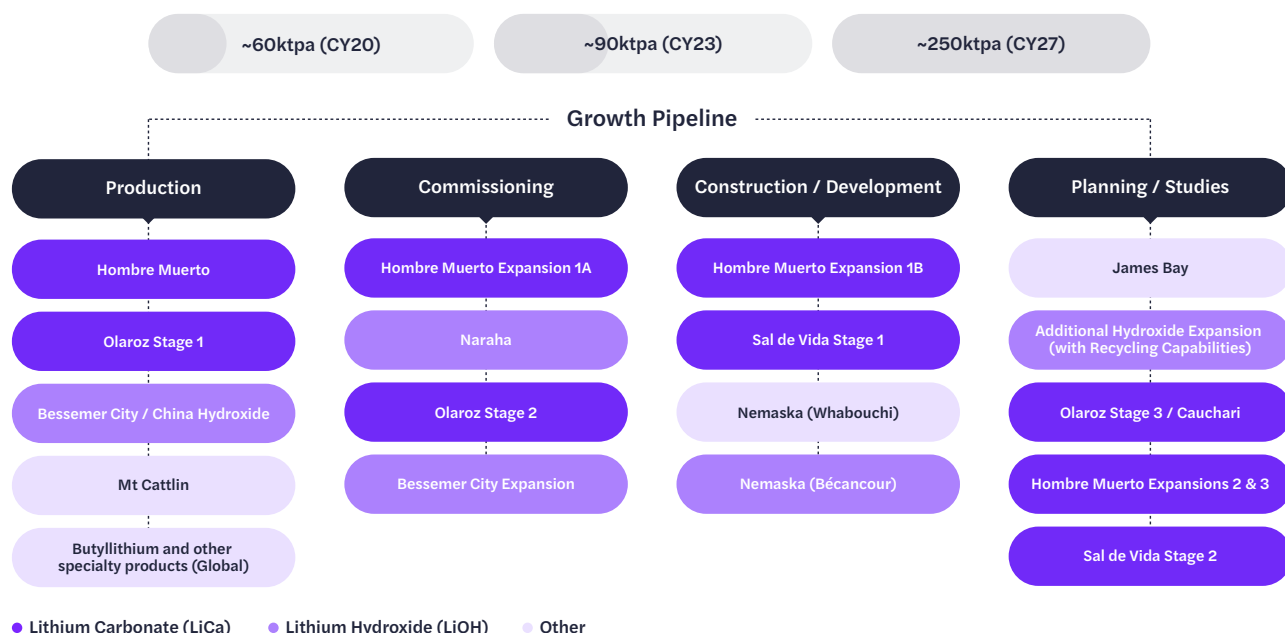 ~60ktpa (CY20)
~90ktpa (CY23)
~250ktpa (CY27)
Growth Pipeline
Production
Hombre Muerto
Olaroz Stage 1
Bessemer City / China Hydroxide
Mt Cattlin
Butyllithium and other
specialty products (Global)
Commissioning
Hombre Muerto Expansion 1A
Naraha
Olaroz Stage 2
Bessemer City Expansion
Construction / Development
Hombre Muerto Expansion 1B
Sal de Vida Stage 1
Nemaska (Whabouchi)
Nemaska (Bécancour)
Planning / Studies
James Bay
Additional Hydroxide Expansion
(with Recycling Capabilities)
Olaroz Stage 3 / Cauchari
Hombre Muerto Expansions 2 & 3
Sal de Vida Stage 2
Lithium Carbonate (LiCa)
Lithium Hydroxide (LiOH)
Other